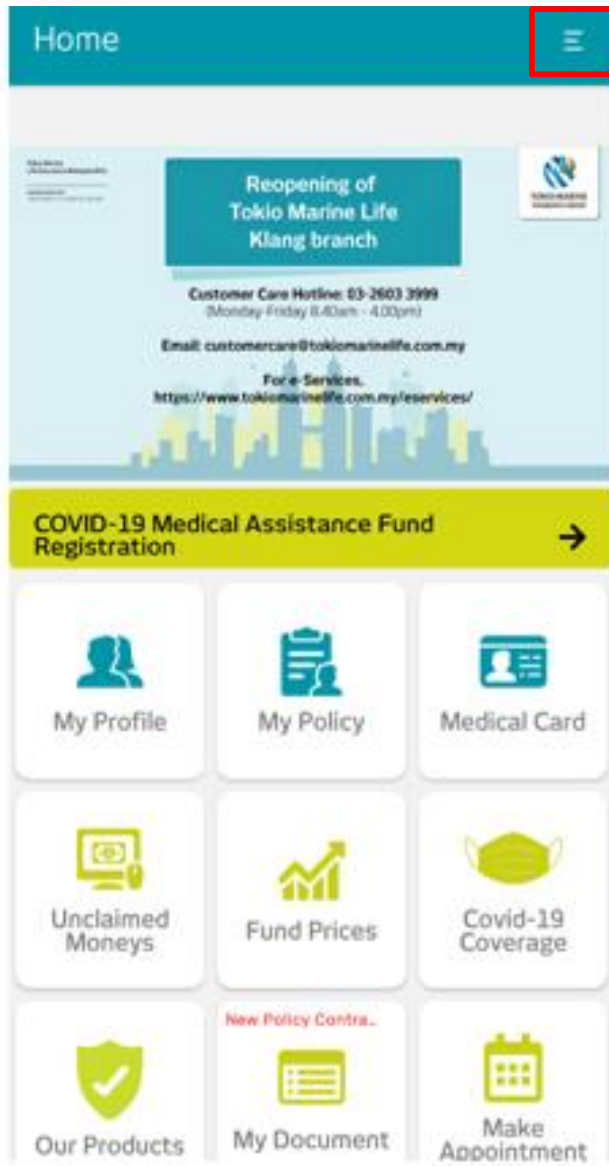 Home
Reopening of
Tokio Marine Life
Klang branch
TOKIO MARINE
Customer Care Hotline: 03-2603 3999
(Monday-Friday 8.40am - 4.00pm)
Email: customercare@tokiomarinelife.com.my
For e-Services,
https://www.tokiomarinelife.com.my/eservices/
COVID-19 Medical Assistance Fund
Registration
My Profile
My Policy
Medical Card
Unclaimed
Moneys
Fund Prices
Covid-19
Coverage
New Policy Contra..
Our Products
My Document
Make
Appointment